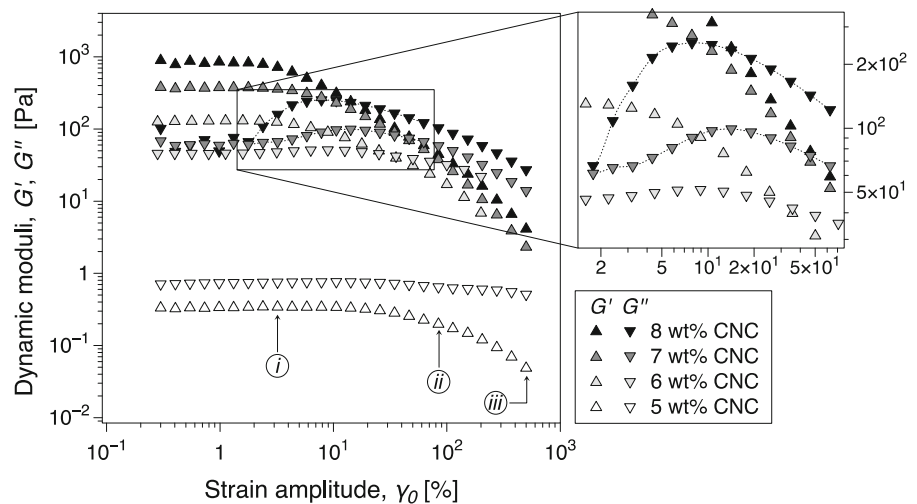 Dynamic moduli, G′, G″ [Pa]
10³
10²
10¹
1
10⁻¹
10⁻²
10⁻¹ 1 10¹ 10² 10³
Strain amplitude, γ₀ [%]
i
ii
iii
2×10²
10²
5×10¹
2 5 10¹ 2×10¹ 5×10¹
G′ G″
8 wt% CNC
7 wt% CNC
6 wt% CNC
5 wt% CNC